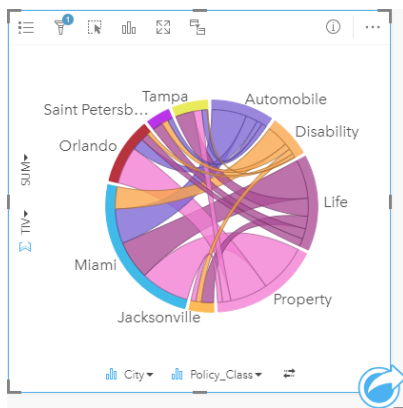 1
Tampa
Automobile
Saint Petersb...
Disability
Orlando
SUM
Life
TIV
Miami
Property
Jacksonville
City
Policy_Class